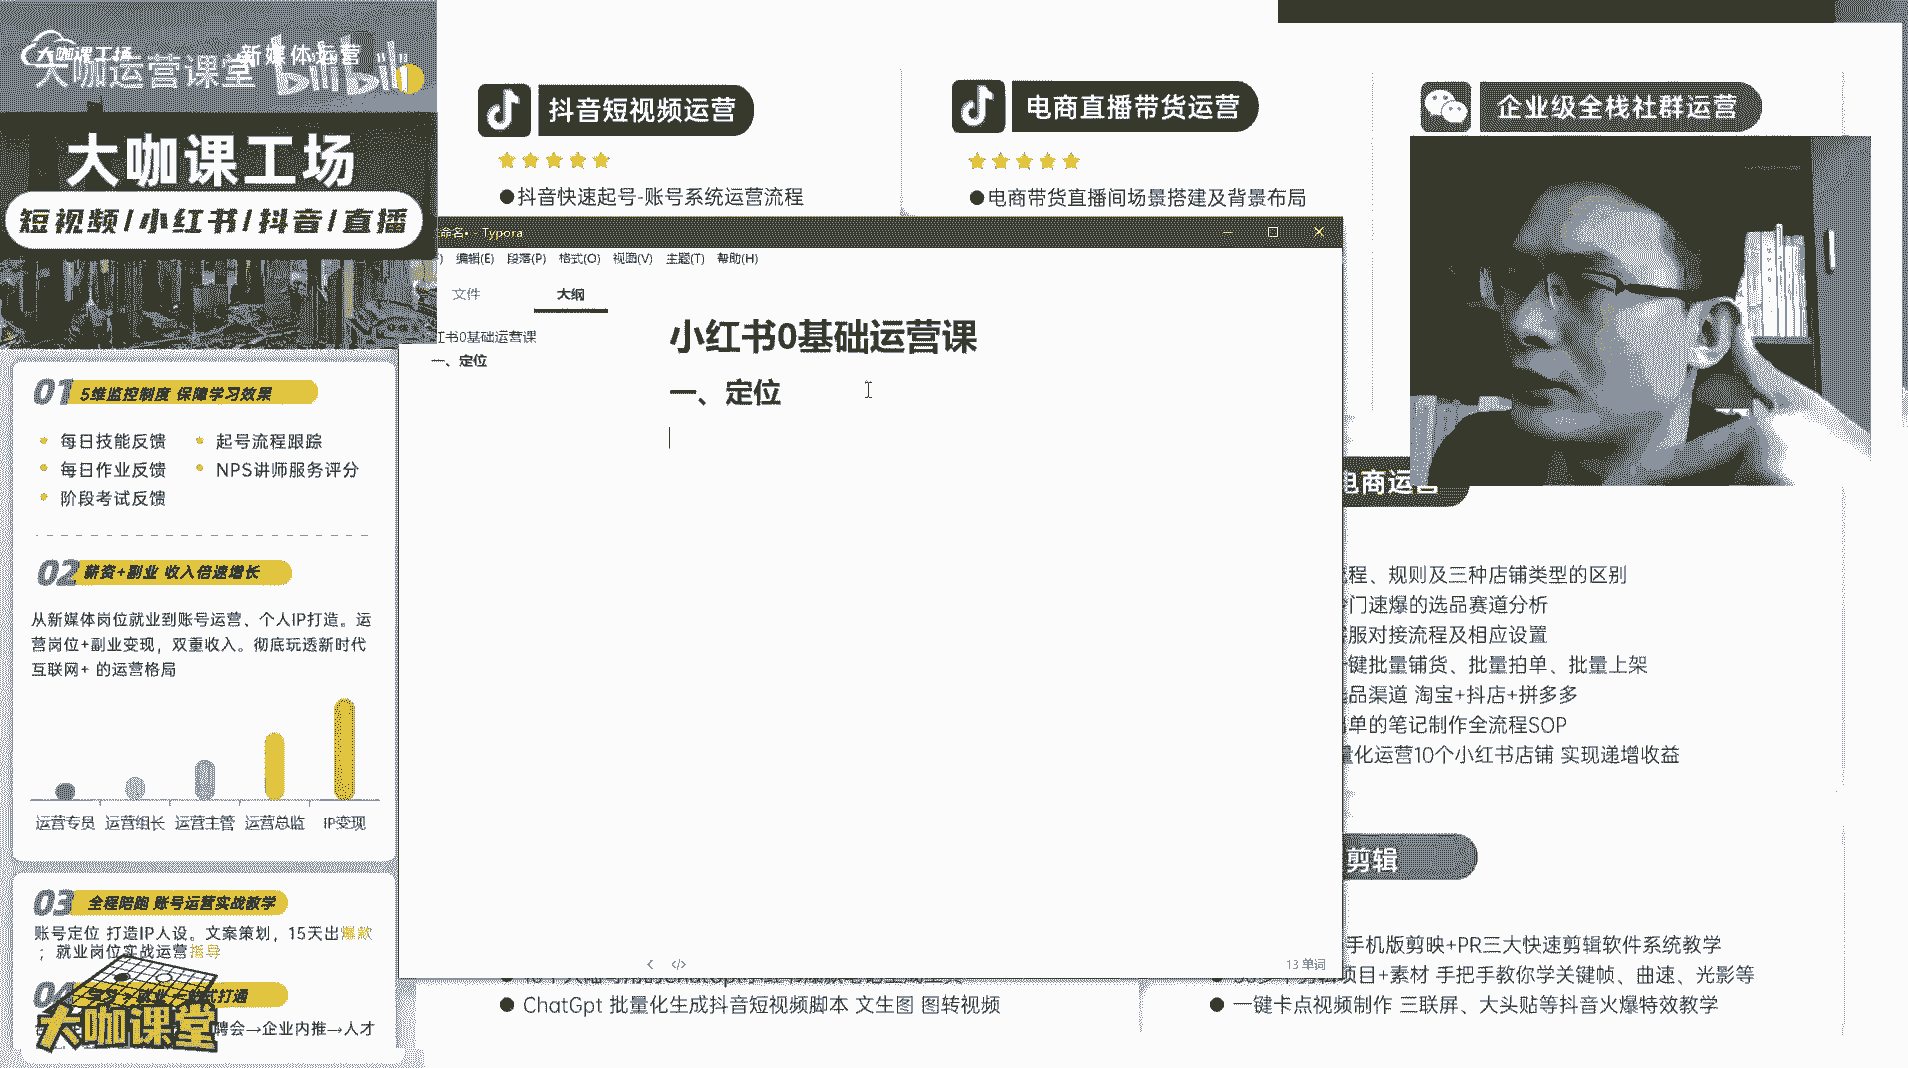 大咖课工场
新媒体运营
大咖运营课堂
bilibili
大咖课工场
短视频/小红书/抖音/直播
01 5维监控制度 保障学习效果
每日技能反馈
起号流程跟踪
每日作业反馈
NPS讲师服务评分
阶段考试反馈
02 薪资+副业 收入倍速增长
从新媒体岗位就业到账号运营、个人IP打造。运
营岗位+副业变现，双重收入。彻底玩透新时代
互联网+ 的运营格局
运营专员 运营组长 运营主管 运营总监 IP变现
03 全程陪跑 账号运营实战教学
账号定位 打造IP人设。文案策划，15天出爆款
；就业岗位实战运营指导
04
式打通
聘会→企业内推→人才
大咖课堂
抖音短视频运营
●抖音快速起号-账号系统运营流程
电商直播带货运营
●电商带货直播间场景搭建及背景布局
企业级全栈社群运营
命名• - Typora
编辑(E) 段落(P) 格式(O) 视图(V) 主题(T) 帮助(H)
文件
大纲
红书0基础运营课
一、定位
小红书0基础运营课
一、定位
13 单词
电商运营
程、规则及三种店铺类型的区别
门速爆的选品赛道分析
服对接流程及相应设置
键批量铺货、批量拍单、批量上架
品渠道 淘宝+抖店+拼多多
单的笔记制作全流程SOP
量化运营10个小红书店铺 实现递增收益
剪辑
手机版剪映+PR三大快速剪辑软件系统教学
项目+素材 手把手教你学关键帧、曲速、光影等
● 一键卡点视频制作 三联屏、大头贴等抖音火爆特效教学
● ChatGpt 批量化生成抖音短视频脚本 文生图 图转视频